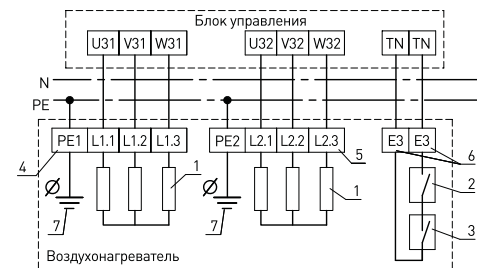 Блок управления
U31 V31 W31 U32 V32 W32 TN TN
N
PE
PE1 L1.1 L1.2 L1.3 PE2 L2.1 L2.2 L2.3 E3 E3
4 1 5 6
2
1
7 7 3
Воздухонагреватель